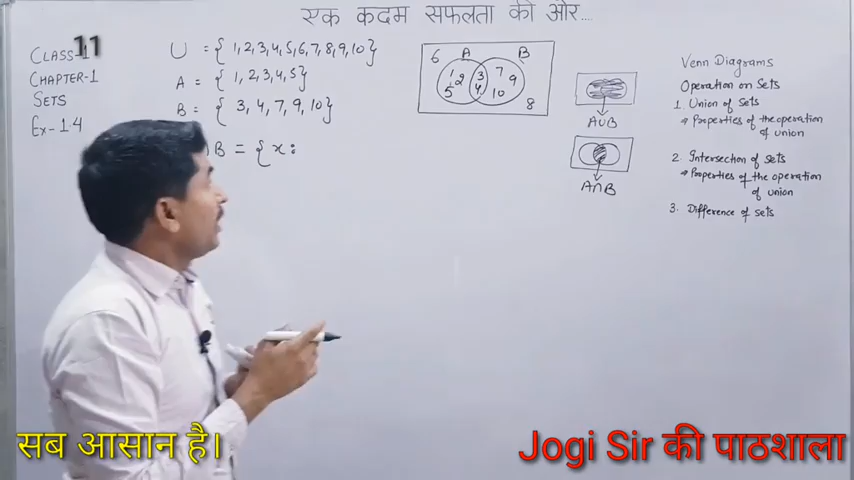 एक कदम सफलता की ओर....
CLASS-11
CHAPTER-1
SETS
Ex-14
U = {1,2,3,4,5,6,7,8,9,10}
A = {1,2,3,4,5}
B = {3,4,7,9,10}
B = {x:
6 A B
1 2 3 7 9
5 4 10
8
A∪B
A∩B
Venn Diagrams
Operation on Sets
1. Union of Sets
* Properties of the operation
of union
2. Intersection of Sets
* Properties of the operation
of union
3. Difference of Sets
सब आसान है।
Jogi Sir की पाठशाला